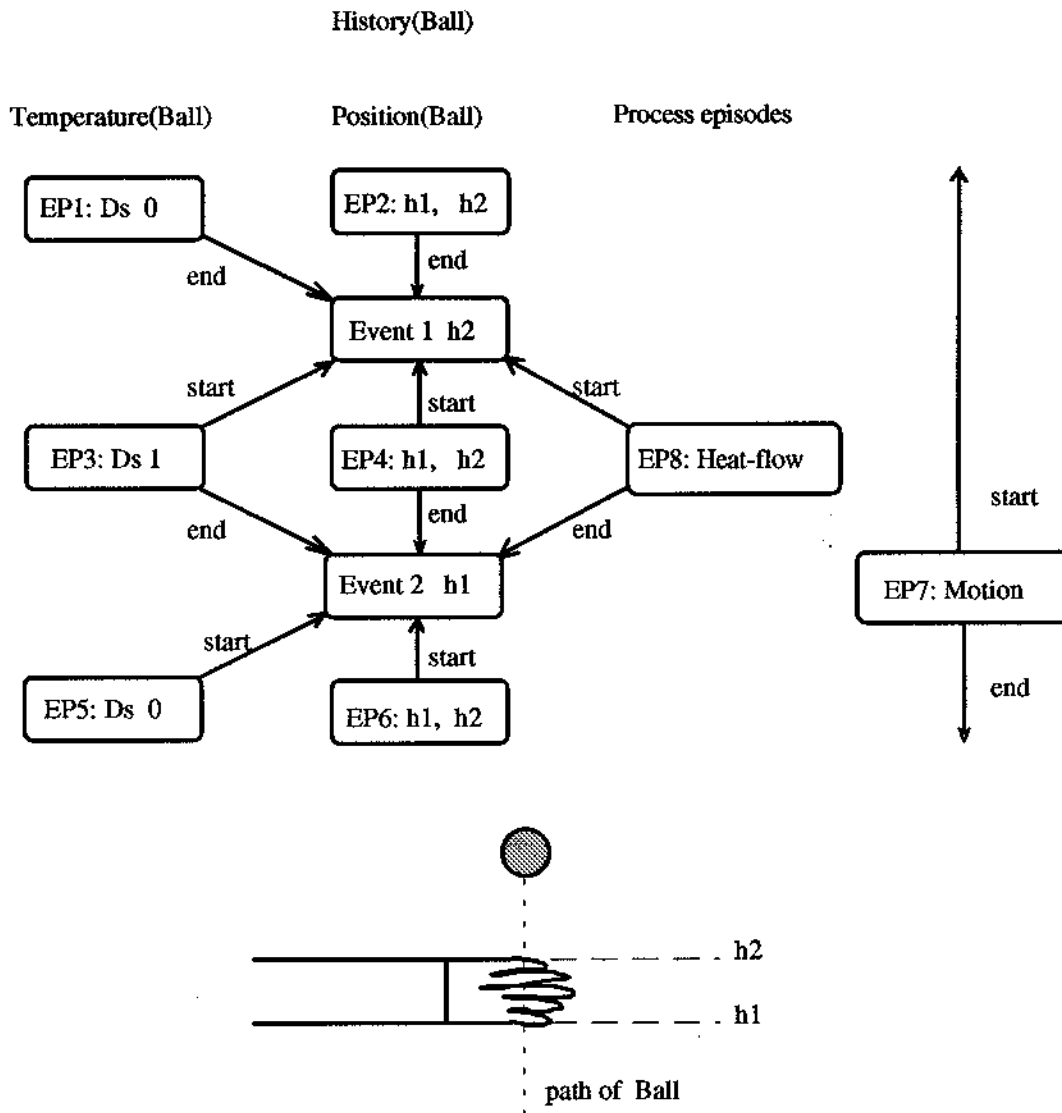 History(Ball)
Temperature(Ball) Position(Ball) Process episodes
EP1: Ds 0 EP2: h1, h2
end end
Event 1 h2
start start start
EP3: Ds 1 EP4: h1, h2 EP8: Heat-flow
end end end start
Event 2 h1 EP7: Motion
start start
EP5: Ds 0 EP6: h1, h2 end
h2
h1
path of Ball